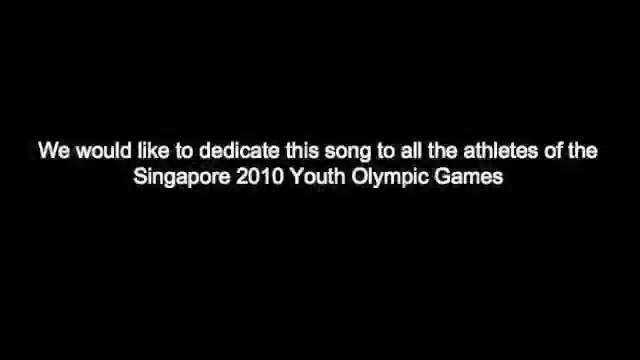 We would like to dedicate this song to all the athletes of the
Singapore 2010 Youth Olympic Games